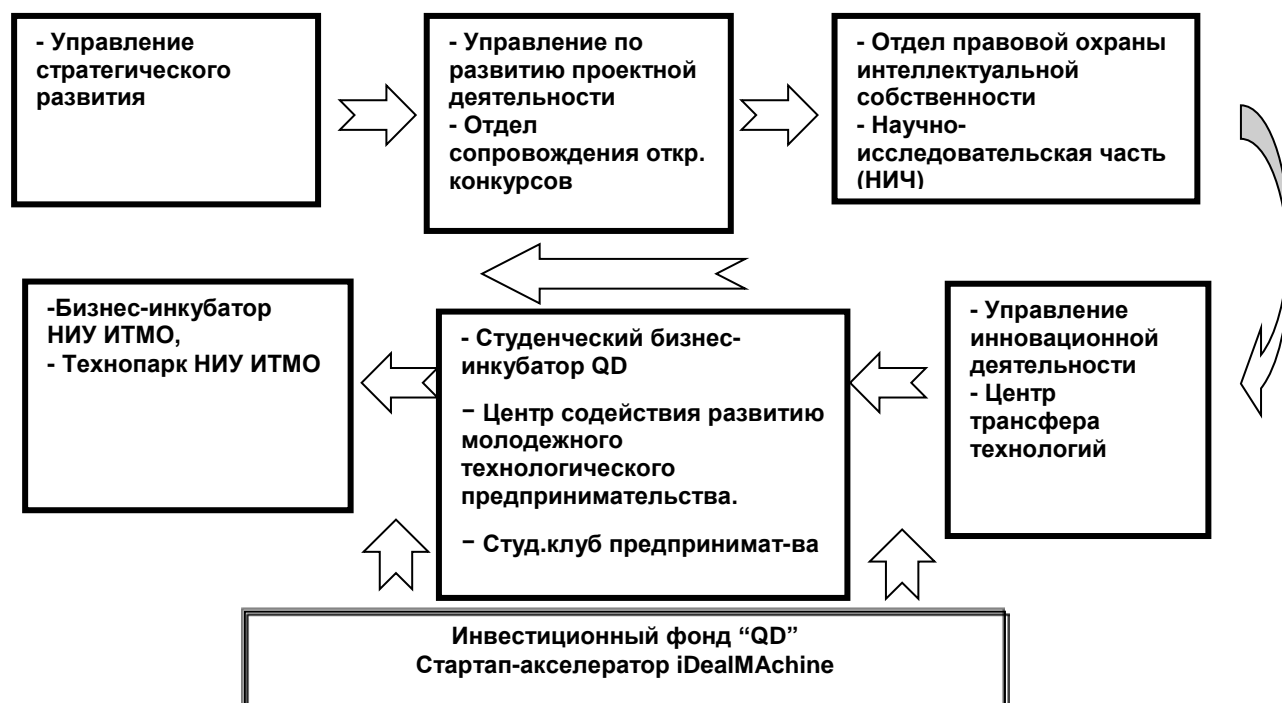 - Управление
стратегического
развития
- Управление по
развитию проектной
деятельности
- Отдел
сопровождения откр.
конкурсов
- Отдел правовой охраны
интеллектуальной
собственности
- Научно-
исследовательская часть
(НИЧ)
-Бизнес-инкубатор
НИУ ИТМО,
- Технопарк НИУ ИТМО
- Студенческий бизнес-
инкубатор QD
– Центр содействия развитию
молодежного
технологического
предпринимательства.
– Студ.клуб предпринимат-ва
- Управление
инновационной
деятельности
- Центр
трансфера
технологий
Инвестиционный фонд “QD”
Стартап-акселератор iDealMAchine